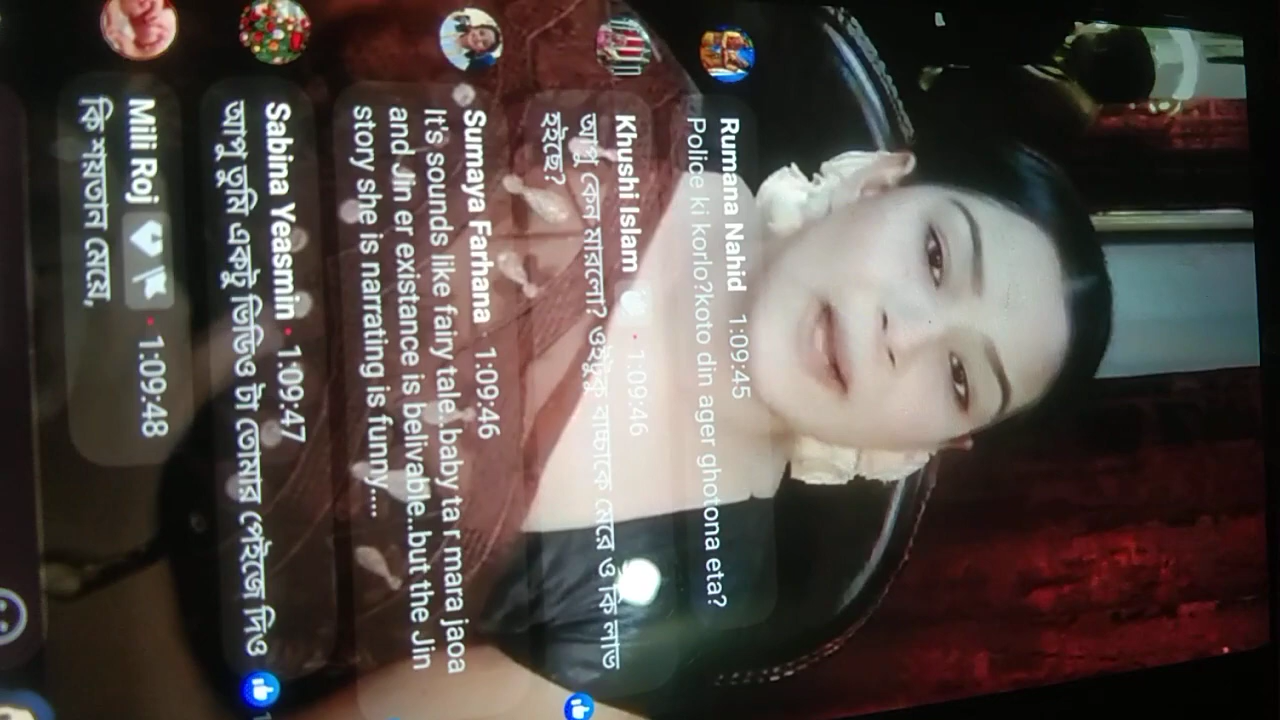 Rumana Nahid 1:09:45
Police ki korlo?koto din ager ghotona eta?
Khushi Islam 1:09:46
আপু কেন মারলো? ওইটুকু বাচ্চাকে মেরে ও কি লাভ
হইছে?
Sumaya Farhana 1:09:46
It's sounds like fairy tale..baby ta r mara jaoa
and Jin er existance is belivable..but the Jin
story she is narrating is funny....
Sabina Yeasmin 1:09:47
আপু তুমি একটু ভিডিও টা তোমার পেইজে দিও
Mili Roj 1:09:48
কি শয়তান মেয়ে,